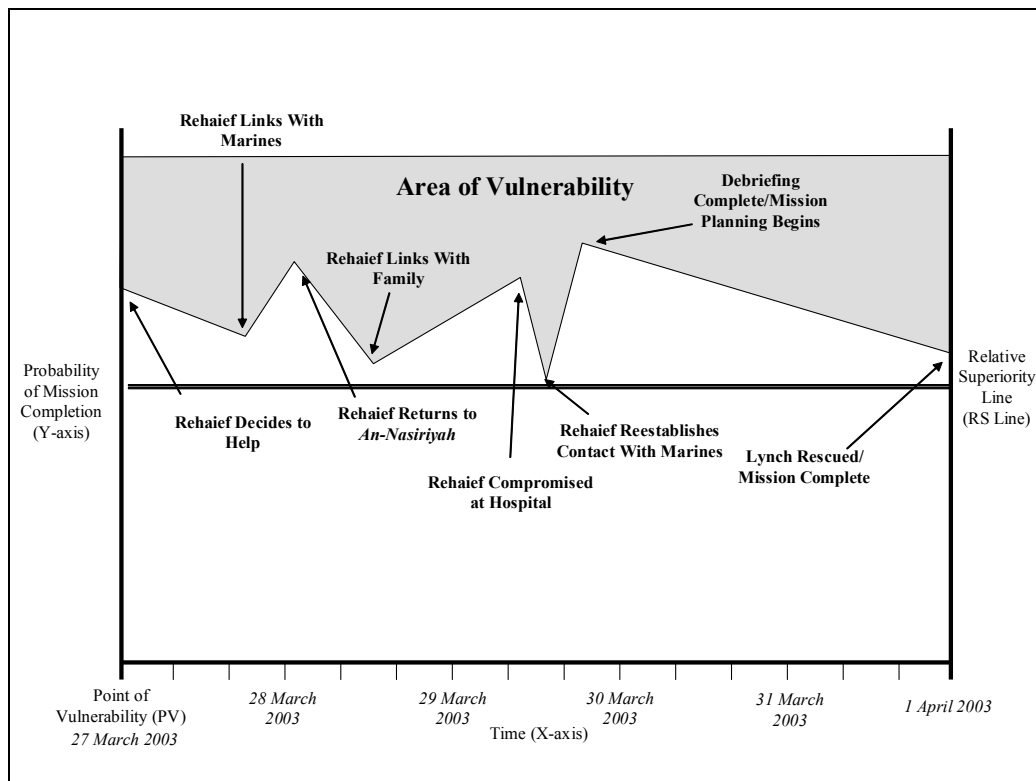 Rehaief Links With
Marines
Area of Vulnerability
Debriefing
Complete/Mission
Planning Begins
Rehaief Links With
Family
Probability
of Mission
Completion
(Y-axis)
Relative
Superiority
Line
(RS Line)
Rehaief Decides to
Help
Rehaief Returns to
An-Nasiriyah
Rehaief Compromised
at Hospital
Rehaief Reestablishes
Contact With Marines
Lynch Rescued/
Mission Complete
Point of
Vulnerability (PV)
27 March 2003
28 March
2003
29 March
2003
30 March
2003
31 March
2003
1 April 2003
Time (X-axis)